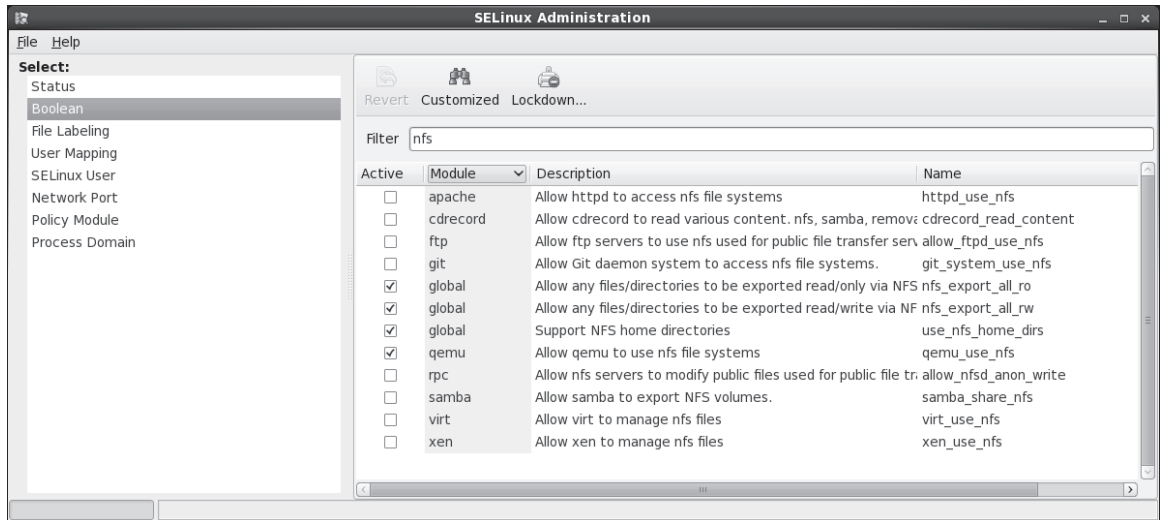 SELinux Administration
File Help
Select:
Status
Boolean
File Labeling
User Mapping
SELinux User
Network Port
Policy Module
Process Domain
Revert Customized Lockdown...
Filter nfs
Active Module Description Name
apache Allow httpd to access nfs file systems httpd_use_nfs
cdrecord Allow cdrecord to read various content. nfs, samba, remova cdrecord_read_content
ftp Allow ftp servers to use nfs used for public file transfer serv allow_ftpd_use_nfs
git Allow Git daemon system to access nfs file systems. git_system_use_nfs
global Allow any files/directories to be exported read/only via NFS nfs_export_all_ro
global Allow any files/directories to be exported read/write via NF nfs_export_all_rw
global Support NFS home directories use_nfs_home_dirs
qemu Allow qemu to use nfs file systems qemu_use_nfs
rpc Allow nfs servers to modify public files used for public file tra allow_nfsd_anon_write
samba Allow samba to export NFS volumes. samba_share_nfs
virt Allow virt to manage nfs files virt_use_nfs
xen Allow xen to manage nfs files xen_use_nfs